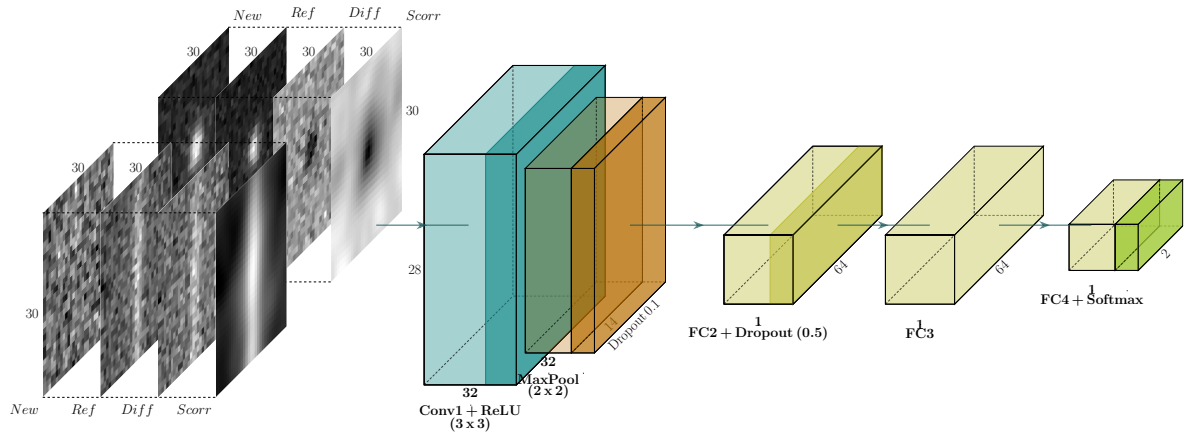 New Ref Diff Scorr
30 30 30 30
30
30 30
30
New Ref Diff Scorr
28
32
Conv1 + ReLU
(3 x 3)
14
Dropout 0.1
32
MaxPool
(2 x 2)
64
1
FC2 + Dropout (0.5)
64
1
FC3
2
1
FC4 + Softmax